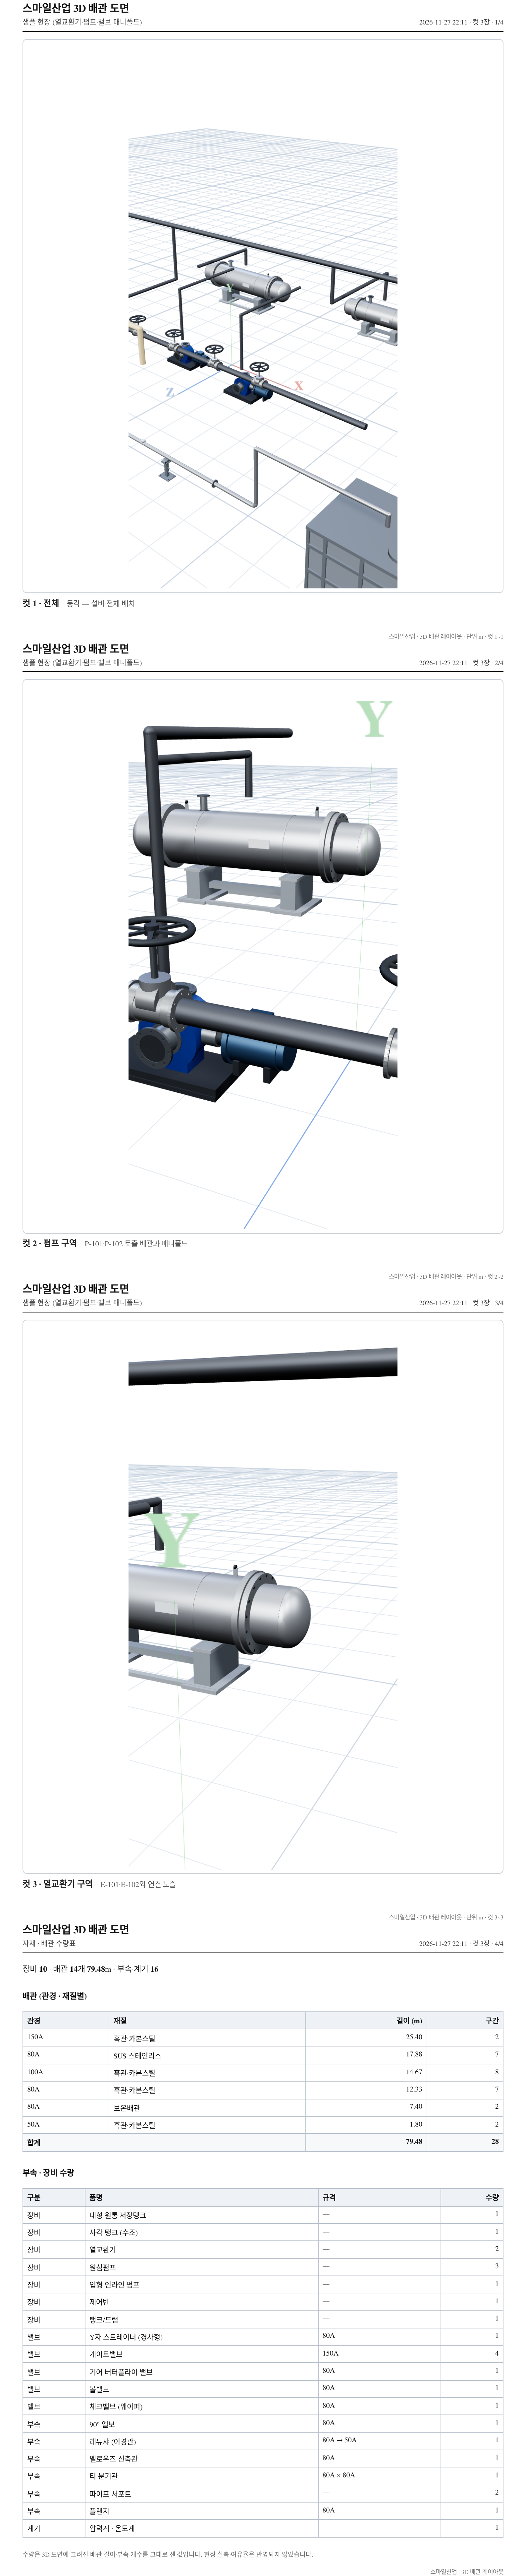 스마일산업 3D 배관 도면
샘플 현장 (열교환기·펌프·밸브 매니폴드)
2026-11-27 22:11 · 컷 3장 · 1/4
Y
Z
X
컷 1 · 전체 등각 — 설비 전체 배치
스마일산업 · 3D 배관 레이아웃 · 단위 m · 컷 1~1
스마일산업 3D 배관 도면
샘플 현장 (열교환기·펌프·밸브 매니폴드)
2026-11-27 22:11 · 컷 3장 · 2/4
Y
컷 2 · 펌프 구역 P-101·P-102 토출 배관과 매니폴드
스마일산업 · 3D 배관 레이아웃 · 단위 m · 컷 2~2
스마일산업 3D 배관 도면
샘플 현장 (열교환기·펌프·밸브 매니폴드)
2026-11-27 22:11 · 컷 3장 · 3/4
Y
컷 3 · 열교환기 구역 E-101·E-102와 연결 노즐
스마일산업 · 3D 배관 레이아웃 · 단위 m · 컷 3~3
스마일산업 3D 배관 도면
자재 · 배관 수량표
2026-11-27 22:11 · 컷 3장 · 4/4
장비 10 · 배관 14개 79.48m · 부속·계기 16
배관 (관경 · 재질별)
관경 재질 길이 (m) 구간
150A 흑관·카본스틸 25.40 2
80A SUS 스테인리스 17.88 7
100A 흑관·카본스틸 14.67 8
80A 흑관·카본스틸 12.33 7
80A 보온배관 7.40 2
50A 흑관·카본스틸 1.80 2
합계 79.48 28
부속 · 장비 수량
구분 품명 규격 수량
장비 대형 원통 저장탱크 — 1
장비 사각 탱크 (수조) — 1
장비 열교환기 — 2
장비 원심펌프 — 3
장비 입형 인라인 펌프 — 1
장비 제어반 — 1
장비 탱크/드럼 — 1
밸브 Y자 스트레이너 (경사형) 80A 1
밸브 게이트밸브 150A 4
밸브 기어 버터플라이 밸브 80A 1
밸브 볼밸브 80A 1
밸브 체크밸브 (웨이퍼) 80A 1
부속 90° 엘보 80A 1
부속 레듀샤 (이경관) 80A → 50A 1
부속 벨로우즈 신축관 80A 1
부속 티 분기관 80A × 80A 1
부속 파이프 서포트 — 2
부속 플랜지 80A 1
계기 압력계 · 온도계 — 1
수량은 3D 도면에 그려진 배관 길이·부속 개수를 그대로 센 값입니다. 현장 실측·여유율은 반영되지 않았습니다.
스마일산업 · 3D 배관 레이아웃